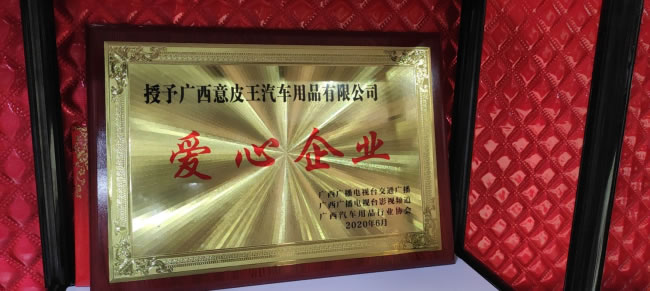 授予广西意皮王汽车用品有限公司
爱心企业
广西广播电视台交通广播
广西广播电视台影视频道
广西汽车用品行业协会
2020年6月